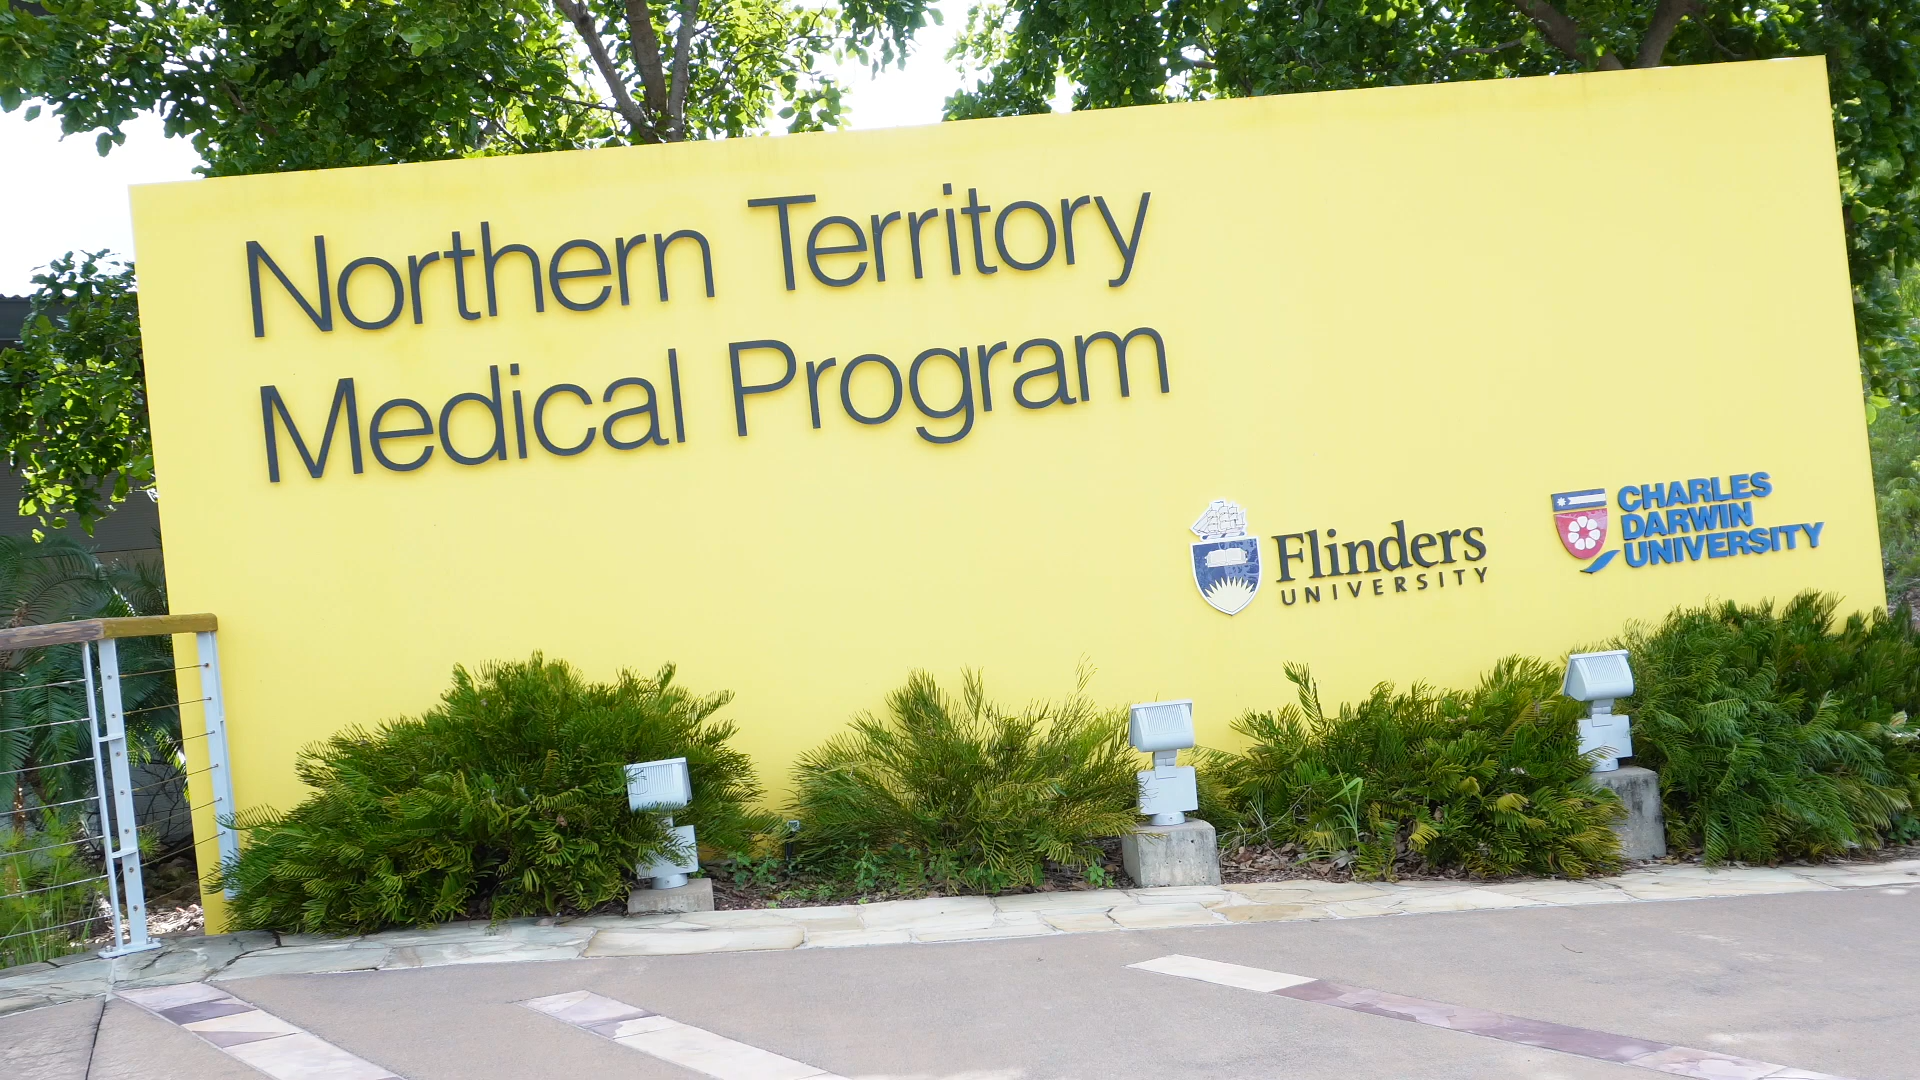 Northern Territory
Medical Program
Flinders
UNIVERSITY
CHARLES
DARWIN
UNIVERSITY